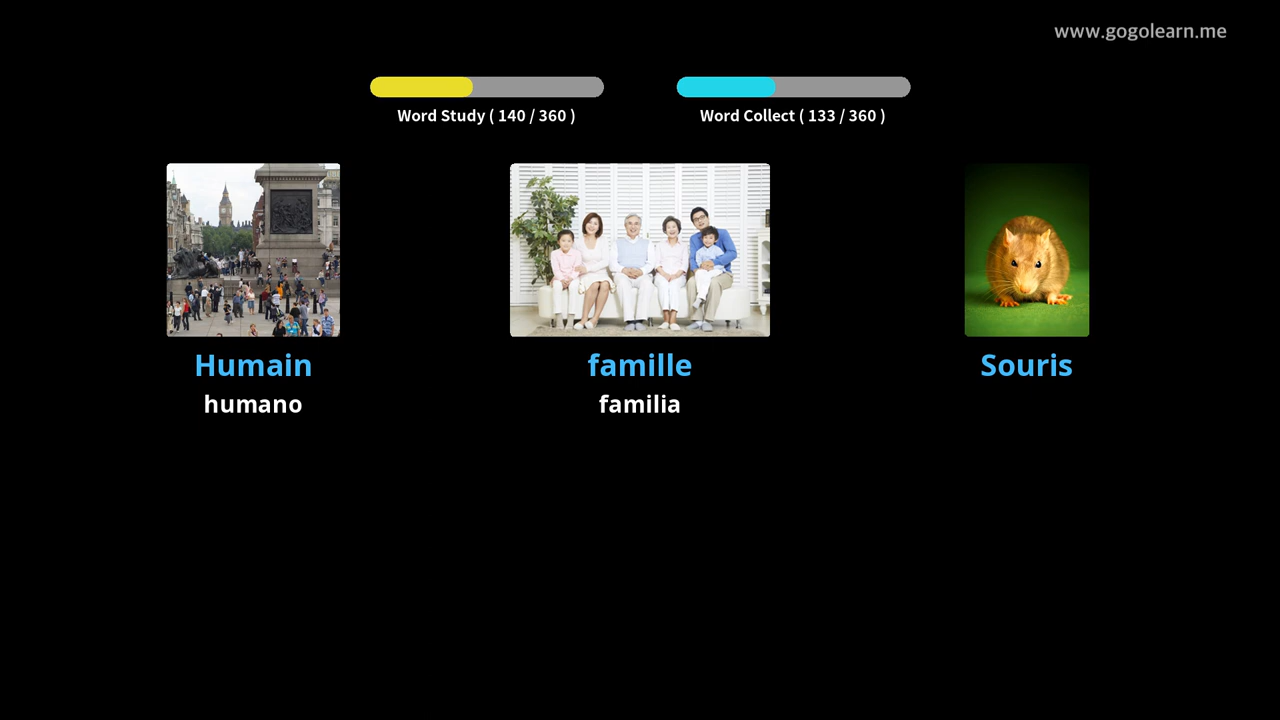 www.gogolearn.me
Word Study ( 140 / 360 )
Word Collect ( 133 / 360 )
Humain
famille
Souris
humano
familia